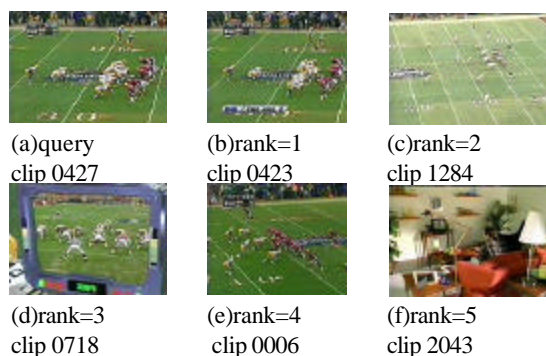 (a)query
(b)rank=1
(c)rank=2
clip 0427
clip 0423
clip 1284
(d)rank=3
(e)rank=4
(f)rank=5
clip 0718
clip 0006
clip 2043